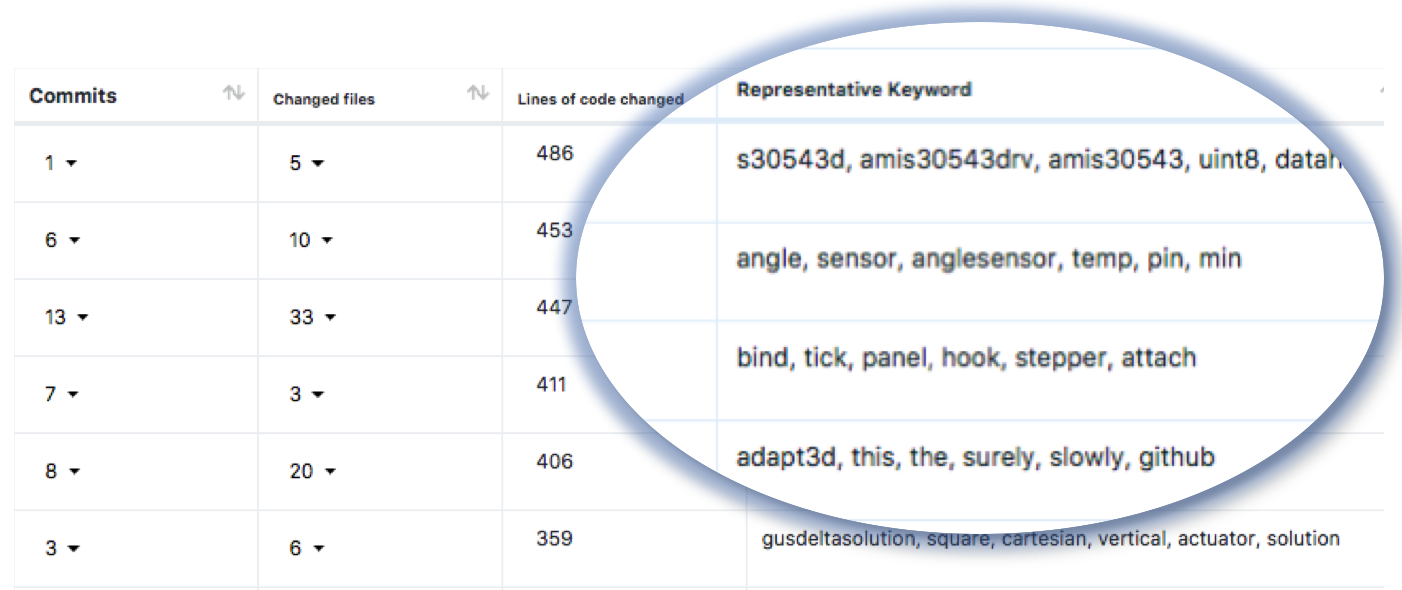 Commits Changed files Lines of code changed Representative Keyword
1 5 486 s30543d, amis30543drv, amis30543, uint8,
6 10 453 angle, sensor, anglesensor, temp, pin, min
13 33 447 bind, tick, panel, hook, stepper, attach
7 3 411 adapt3d, this, the, surely, slowly, github
8 20 406
3 6 359 gusdeltasolution, square, cartesian, vertical, actuator, solution